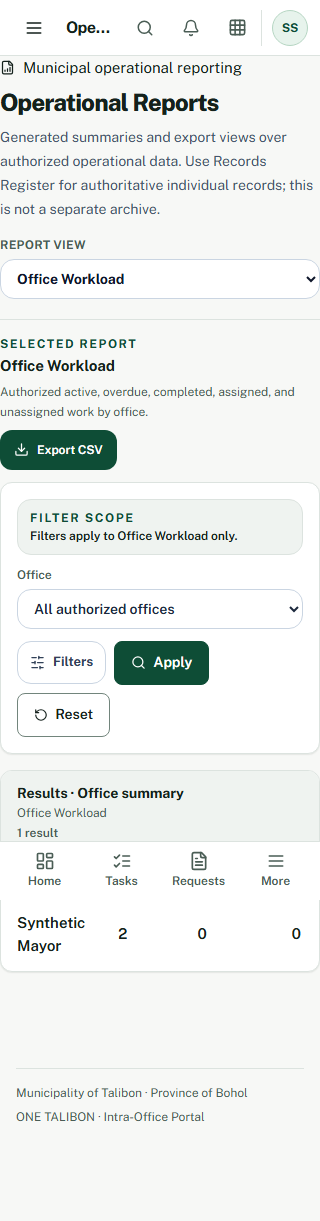 Ope...
SS
Municipal operational reporting
Operational Reports
Generated summaries and export views over
authorized operational data. Use Records
Register for authoritative individual records; this
is not a separate archive.
REPORT VIEW
Office Workload
SELECTED REPORT
Office Workload
Authorized active, overdue, completed, assigned, and
unassigned work by office.
Export CSV
FILTER SCOPE
Filters apply to Office Workload only.
Office
All authorized offices
Filters
Apply
Reset
Results · Office summary
Office Workload
1 result
Home
Tasks
Requests
More
Synthetic
Mayor
2
0
0
Municipality of Talibon · Province of Bohol
ONE TALIBON · Intra-Office Portal